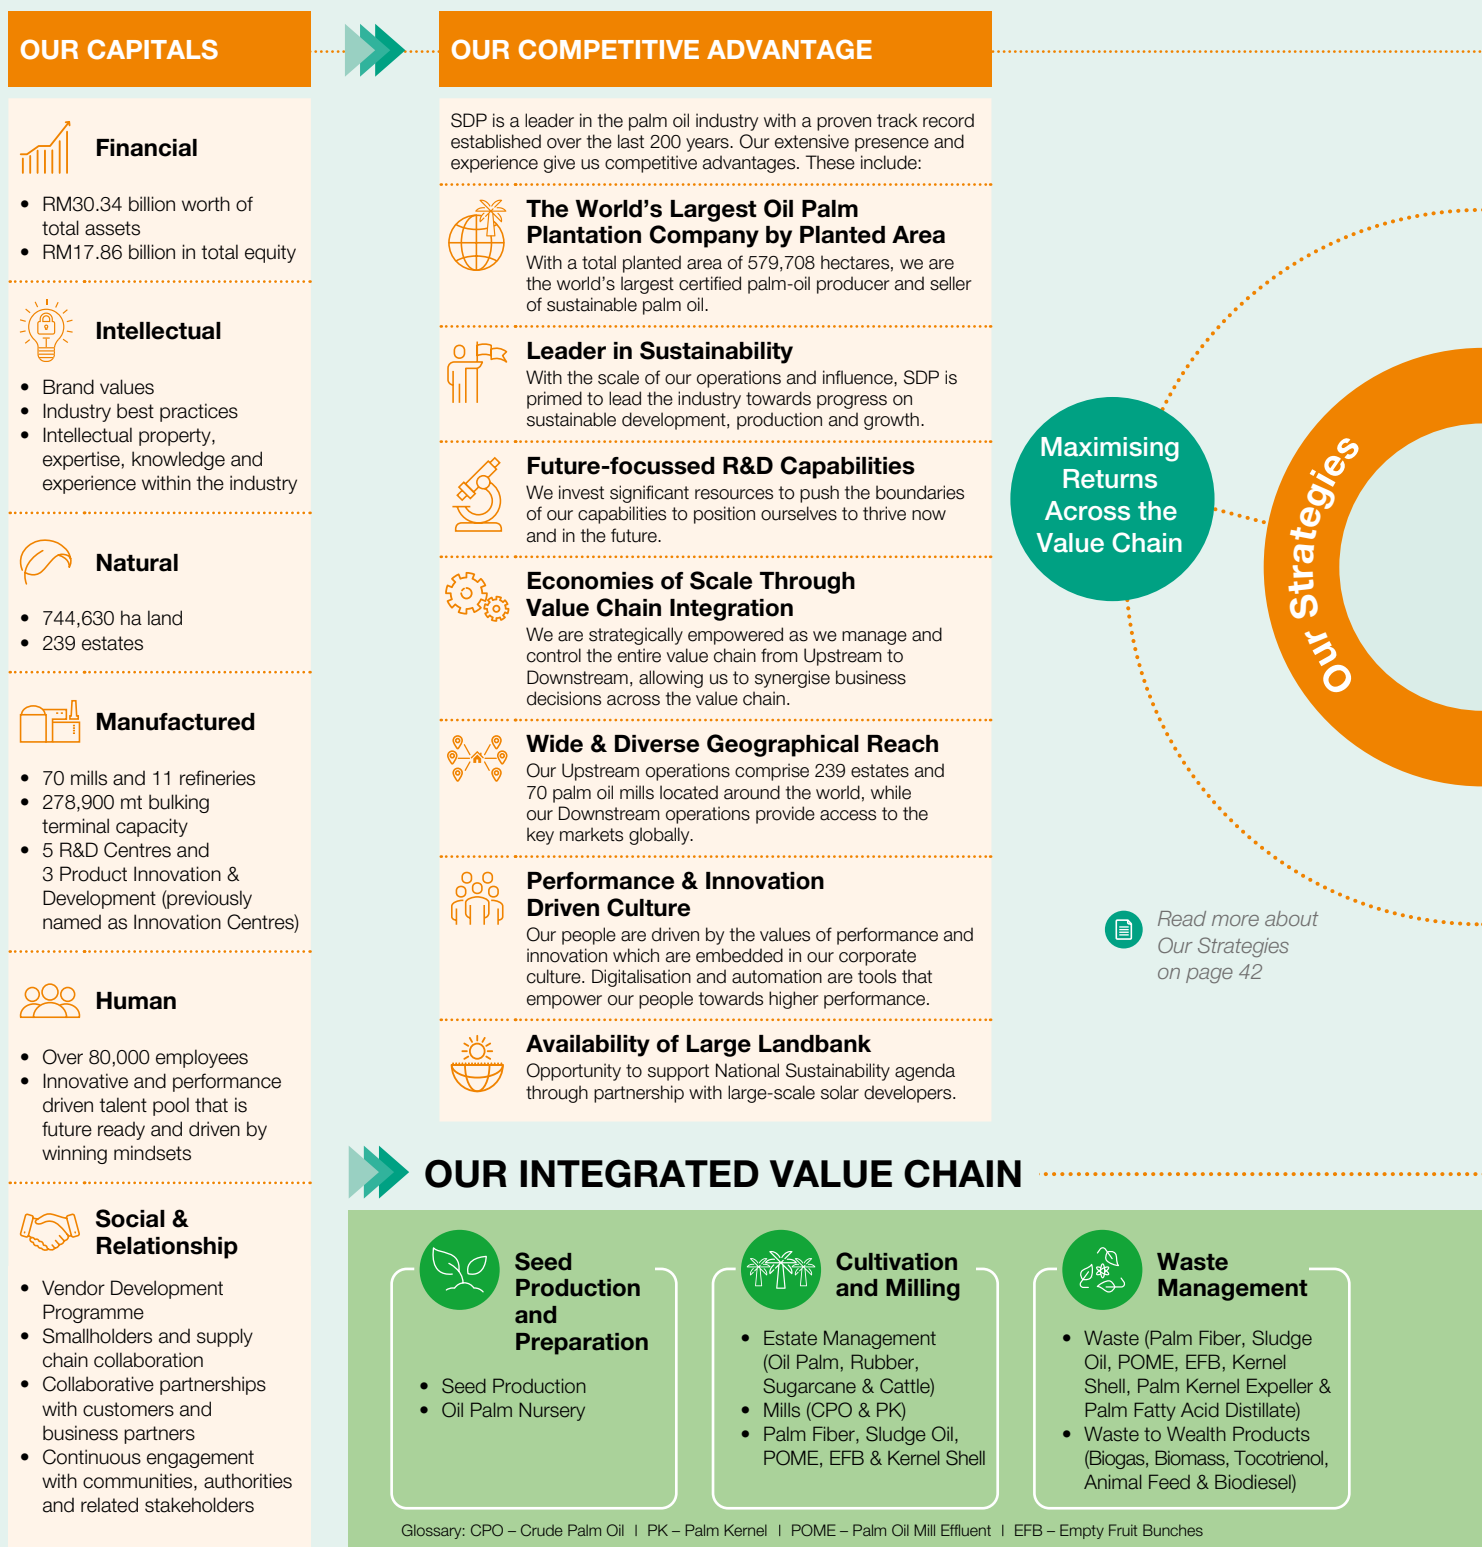 OUR CAPITALS
Financial
• RM30.34 billion worth of
total assets
• RM17.86 billion in total equity
Intellectual
• Brand values
• Industry best practices
• Intellectual property,
expertise, knowledge and
experience within the industry
Natural
• 744,630 ha land
• 239 estates
Manufactured
• 70 mills and 11 refineries
• 278,900 mt bulking
terminal capacity
• 5 R&D Centres and
3 Product Innovation &
Development (previously
named as Innovation Centres)
Human
• Over 80,000 employees
• Innovative and performance
driven talent pool that is
future ready and driven by
winning mindsets
Social &
Relationship
• Vendor Development
Programme
• Smallholders and supply
chain collaboration
• Collaborative partnerships
with customers and
business partners
• Continuous engagement
with communities, authorities
and related stakeholders
OUR COMPETITIVE ADVANTAGE
SDP is a leader in the palm oil industry with a proven track record
established over the last 200 years. Our extensive presence and
experience give us competitive advantages. These include:
The World's Largest Oil Palm
Plantation Company by Planted Area
With a total planted area of 579,708 hectares, we are
the world's largest certified palm-oil producer and seller
of sustainable palm oil.
Leader in Sustainability
With the scale of our operations and influence, SDP is
primed to lead the industry towards progress on
sustainable development, production and growth.
Future-focussed R&D Capabilities
We invest significant resources to push the boundaries
of our capabilities to position ourselves to thrive now
and in the future.
Economies of Scale Through
Value Chain Integration
We are strategically empowered as we manage and
control the entire value chain from Upstream to
Downstream, allowing us to synergise business
decisions across the value chain.
Wide & Diverse Geographical Reach
Our Upstream operations comprise 239 estates and
70 palm oil mills located around the world, while
our Downstream operations provide access to the
key markets globally.
Performance & Innovation
Driven Culture
Our people are driven by the values of performance and
innovation which are embedded in our corporate
culture. Digitalisation and automation are tools that
empower our people towards higher performance.
Availability of Large Landbank
Opportunity to support National Sustainability agenda
through partnership with large-scale solar developers.
Maximising
Returns
Across the
Value Chain
Our Strategies
Read more about
Our Strategies
on page 42
OUR INTEGRATED VALUE CHAIN
Seed
Production
and
Preparation
• Seed Production
• Oil Palm Nursery
Cultivation
and Milling
• Estate Management
(Oil Palm, Rubber,
Sugarcane & Cattle)
• Mills (CPO & PK)
• Palm Fiber, Sludge Oil,
POME, EFB & Kernel Shell
Waste
Management
• Waste (Palm Fiber, Sludge
Oil, POME, EFB, Kernel
Shell, Palm Kernel Expeller &
Palm Fatty Acid Distillate)
• Waste to Wealth Products
(Biogas, Biomass, Tocotrienol,
Animal Feed & Biodiesel)
Glossary: CPO – Crude Palm Oil | PK – Palm Kernel | POME – Palm Oil Mill Effluent | EFB – Empty Fruit Bunches